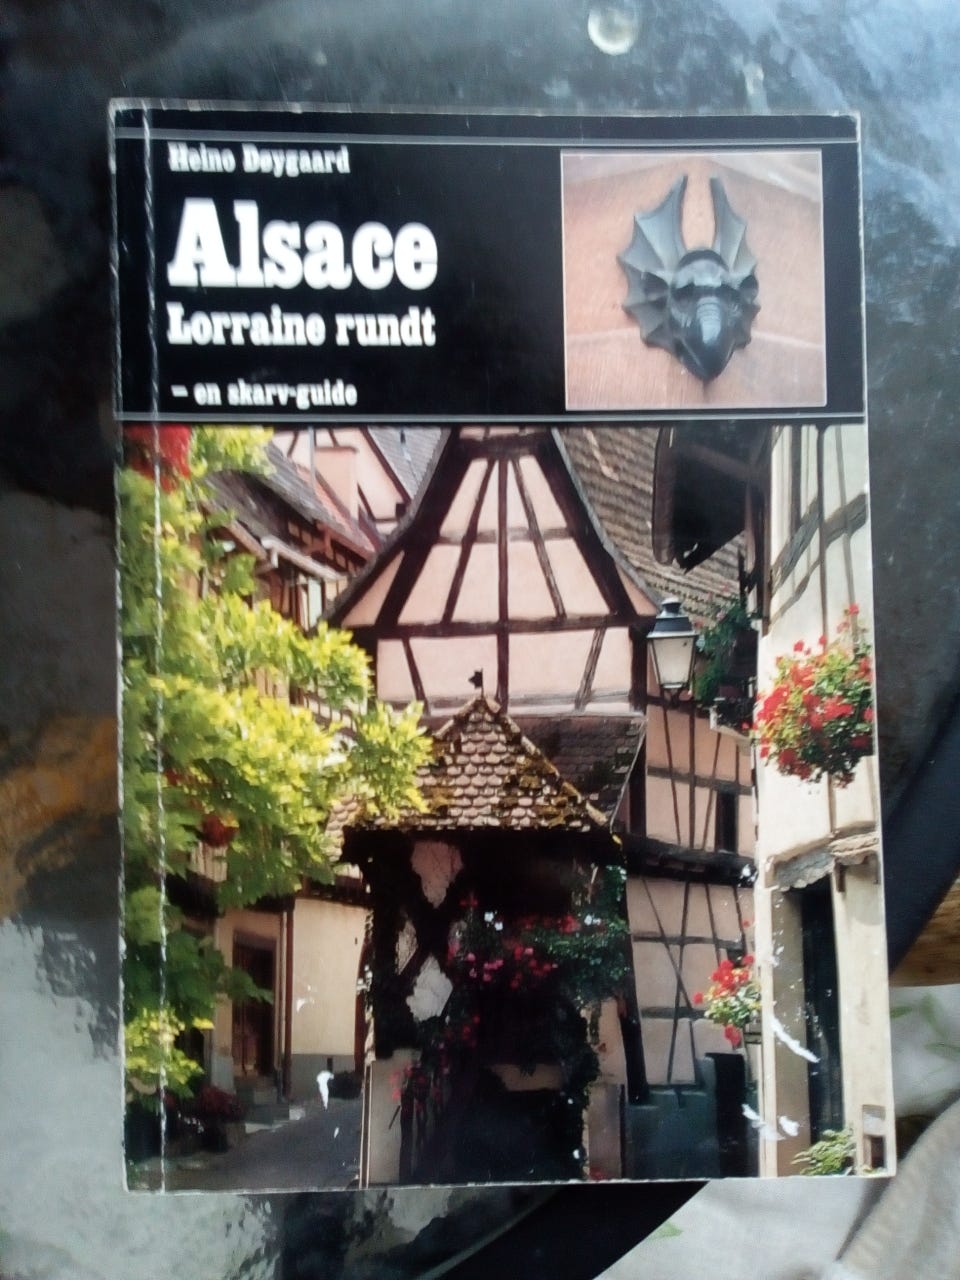 Heino Døygaard
Alsace
Lorraine rundt
– en skarv-guide